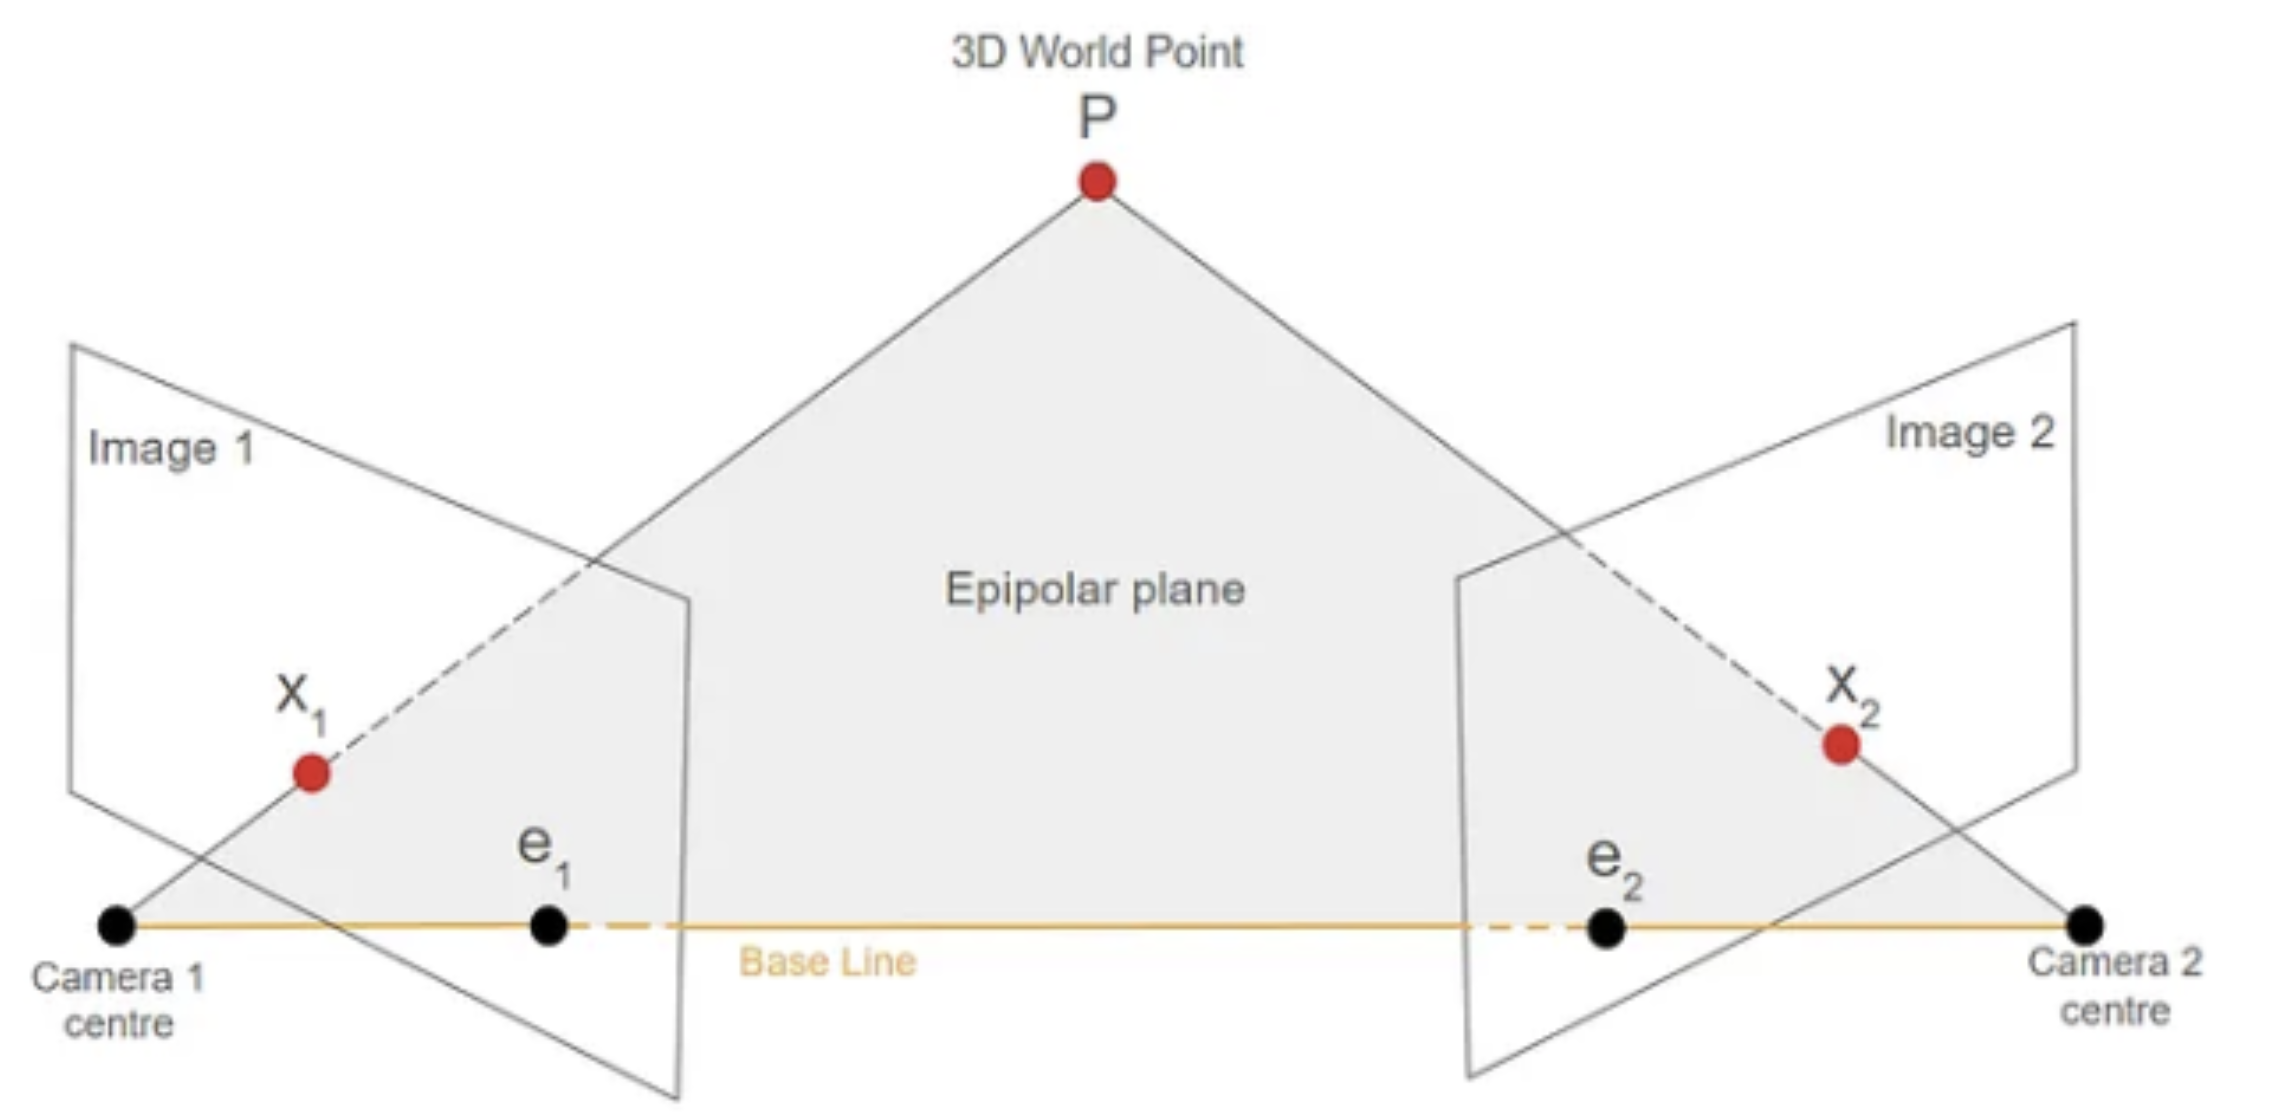 3D World Point
P
Image 1
Image 2
Epipolar plane
x1
x2
e1
e2
Base Line
Camera 1
centre
Camera 2
centre